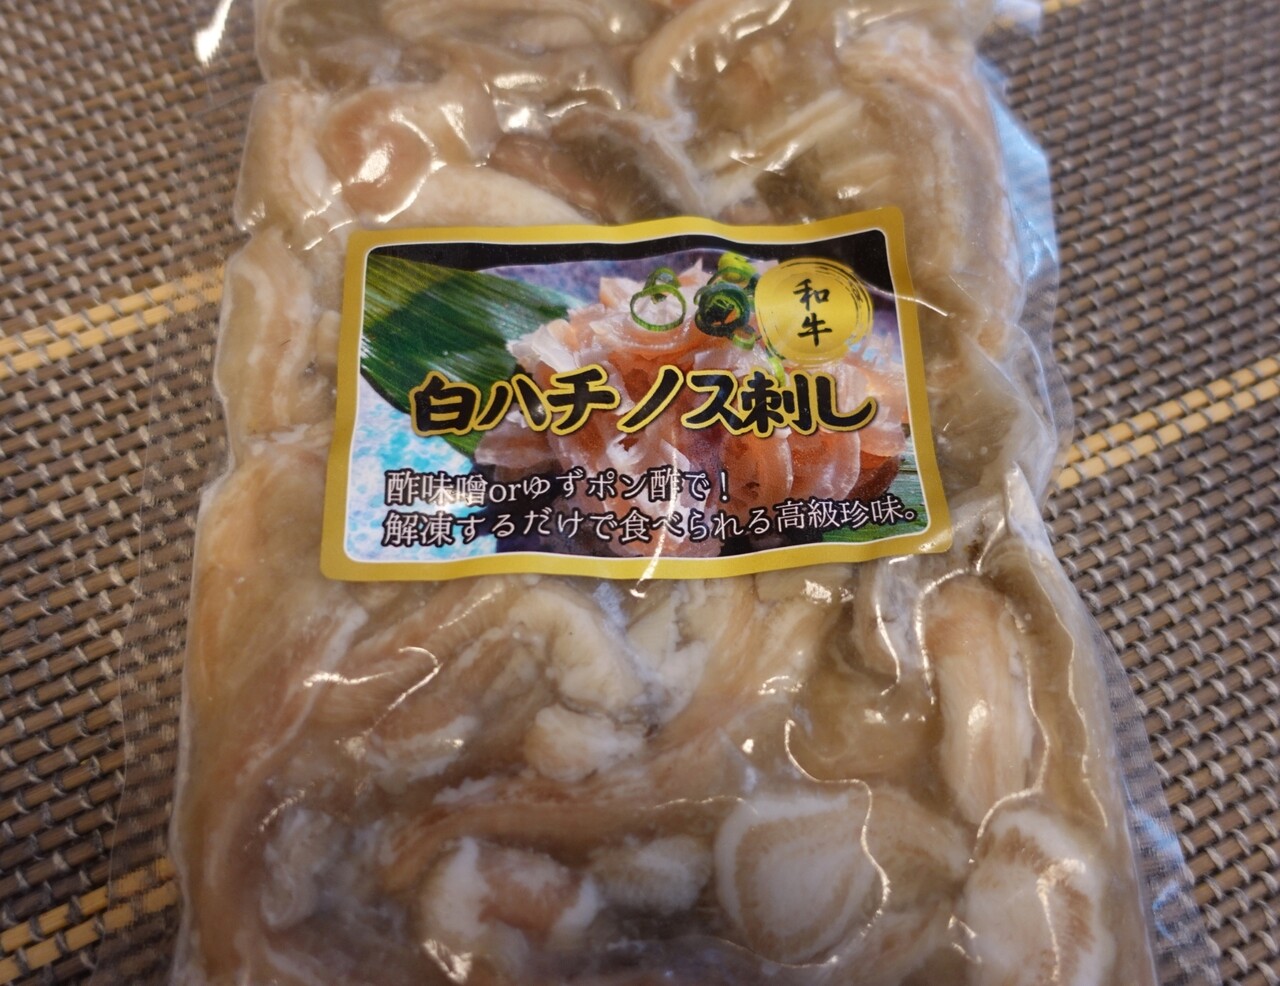 和牛
白ハチノス刺し
酢味噌orゆずポン酢で！
解凍するだけで食べられる高級珍味。